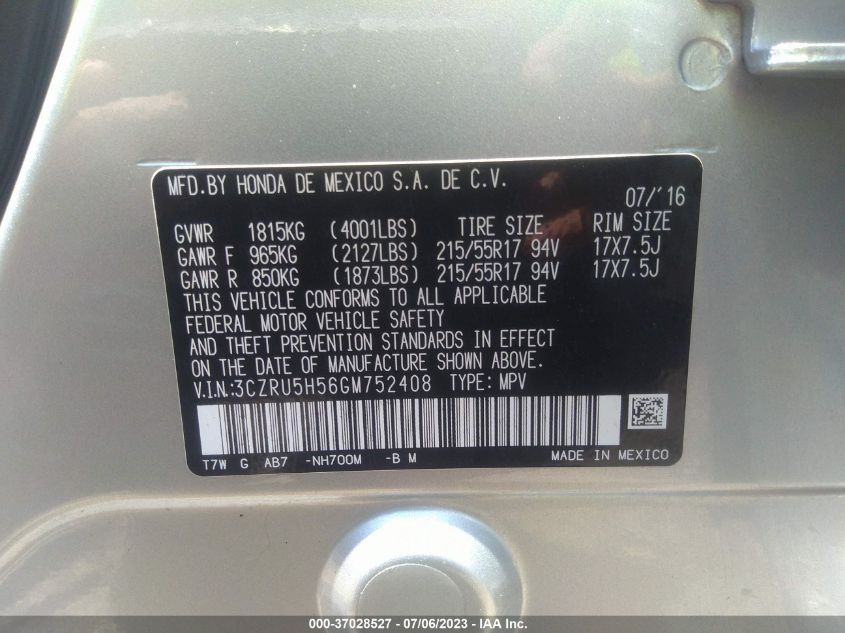 MFD.BY HONDA DE MEXICO S.A. DE C.V.
07/'16
GVWR 1815KG (4001LBS) TIRE SIZE RIM SIZE
GAWR F 965KG (2127LBS) 215/55R17 94V 17X7.5J
GAWR R 850KG (1873LBS) 215/55R17 94V 17X7.5J
THIS VEHICLE CONFORMS TO ALL APPLICABLE
FEDERAL MOTOR VEHICLE SAFETY
AND THEFT PREVENTION STANDARDS IN EFFECT
ON THE DATE OF MANUFACTURE SHOWN ABOVE.
V.I.N.:3CZRU5H56GM752408 TYPE: MPV
T7W G AB7 -NH700M -B M MADE IN MEXICO
000-37028527 - 07/06/2023 - IAA Inc.